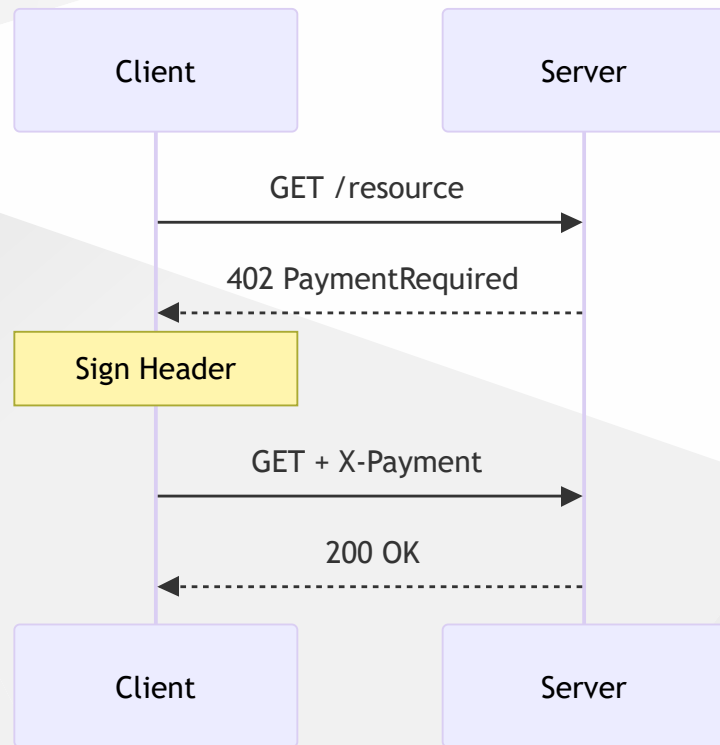 Client
Server
GET /resource
402 PaymentRequired
Sign Header
GET + X-Payment
200 OK
Client
Server